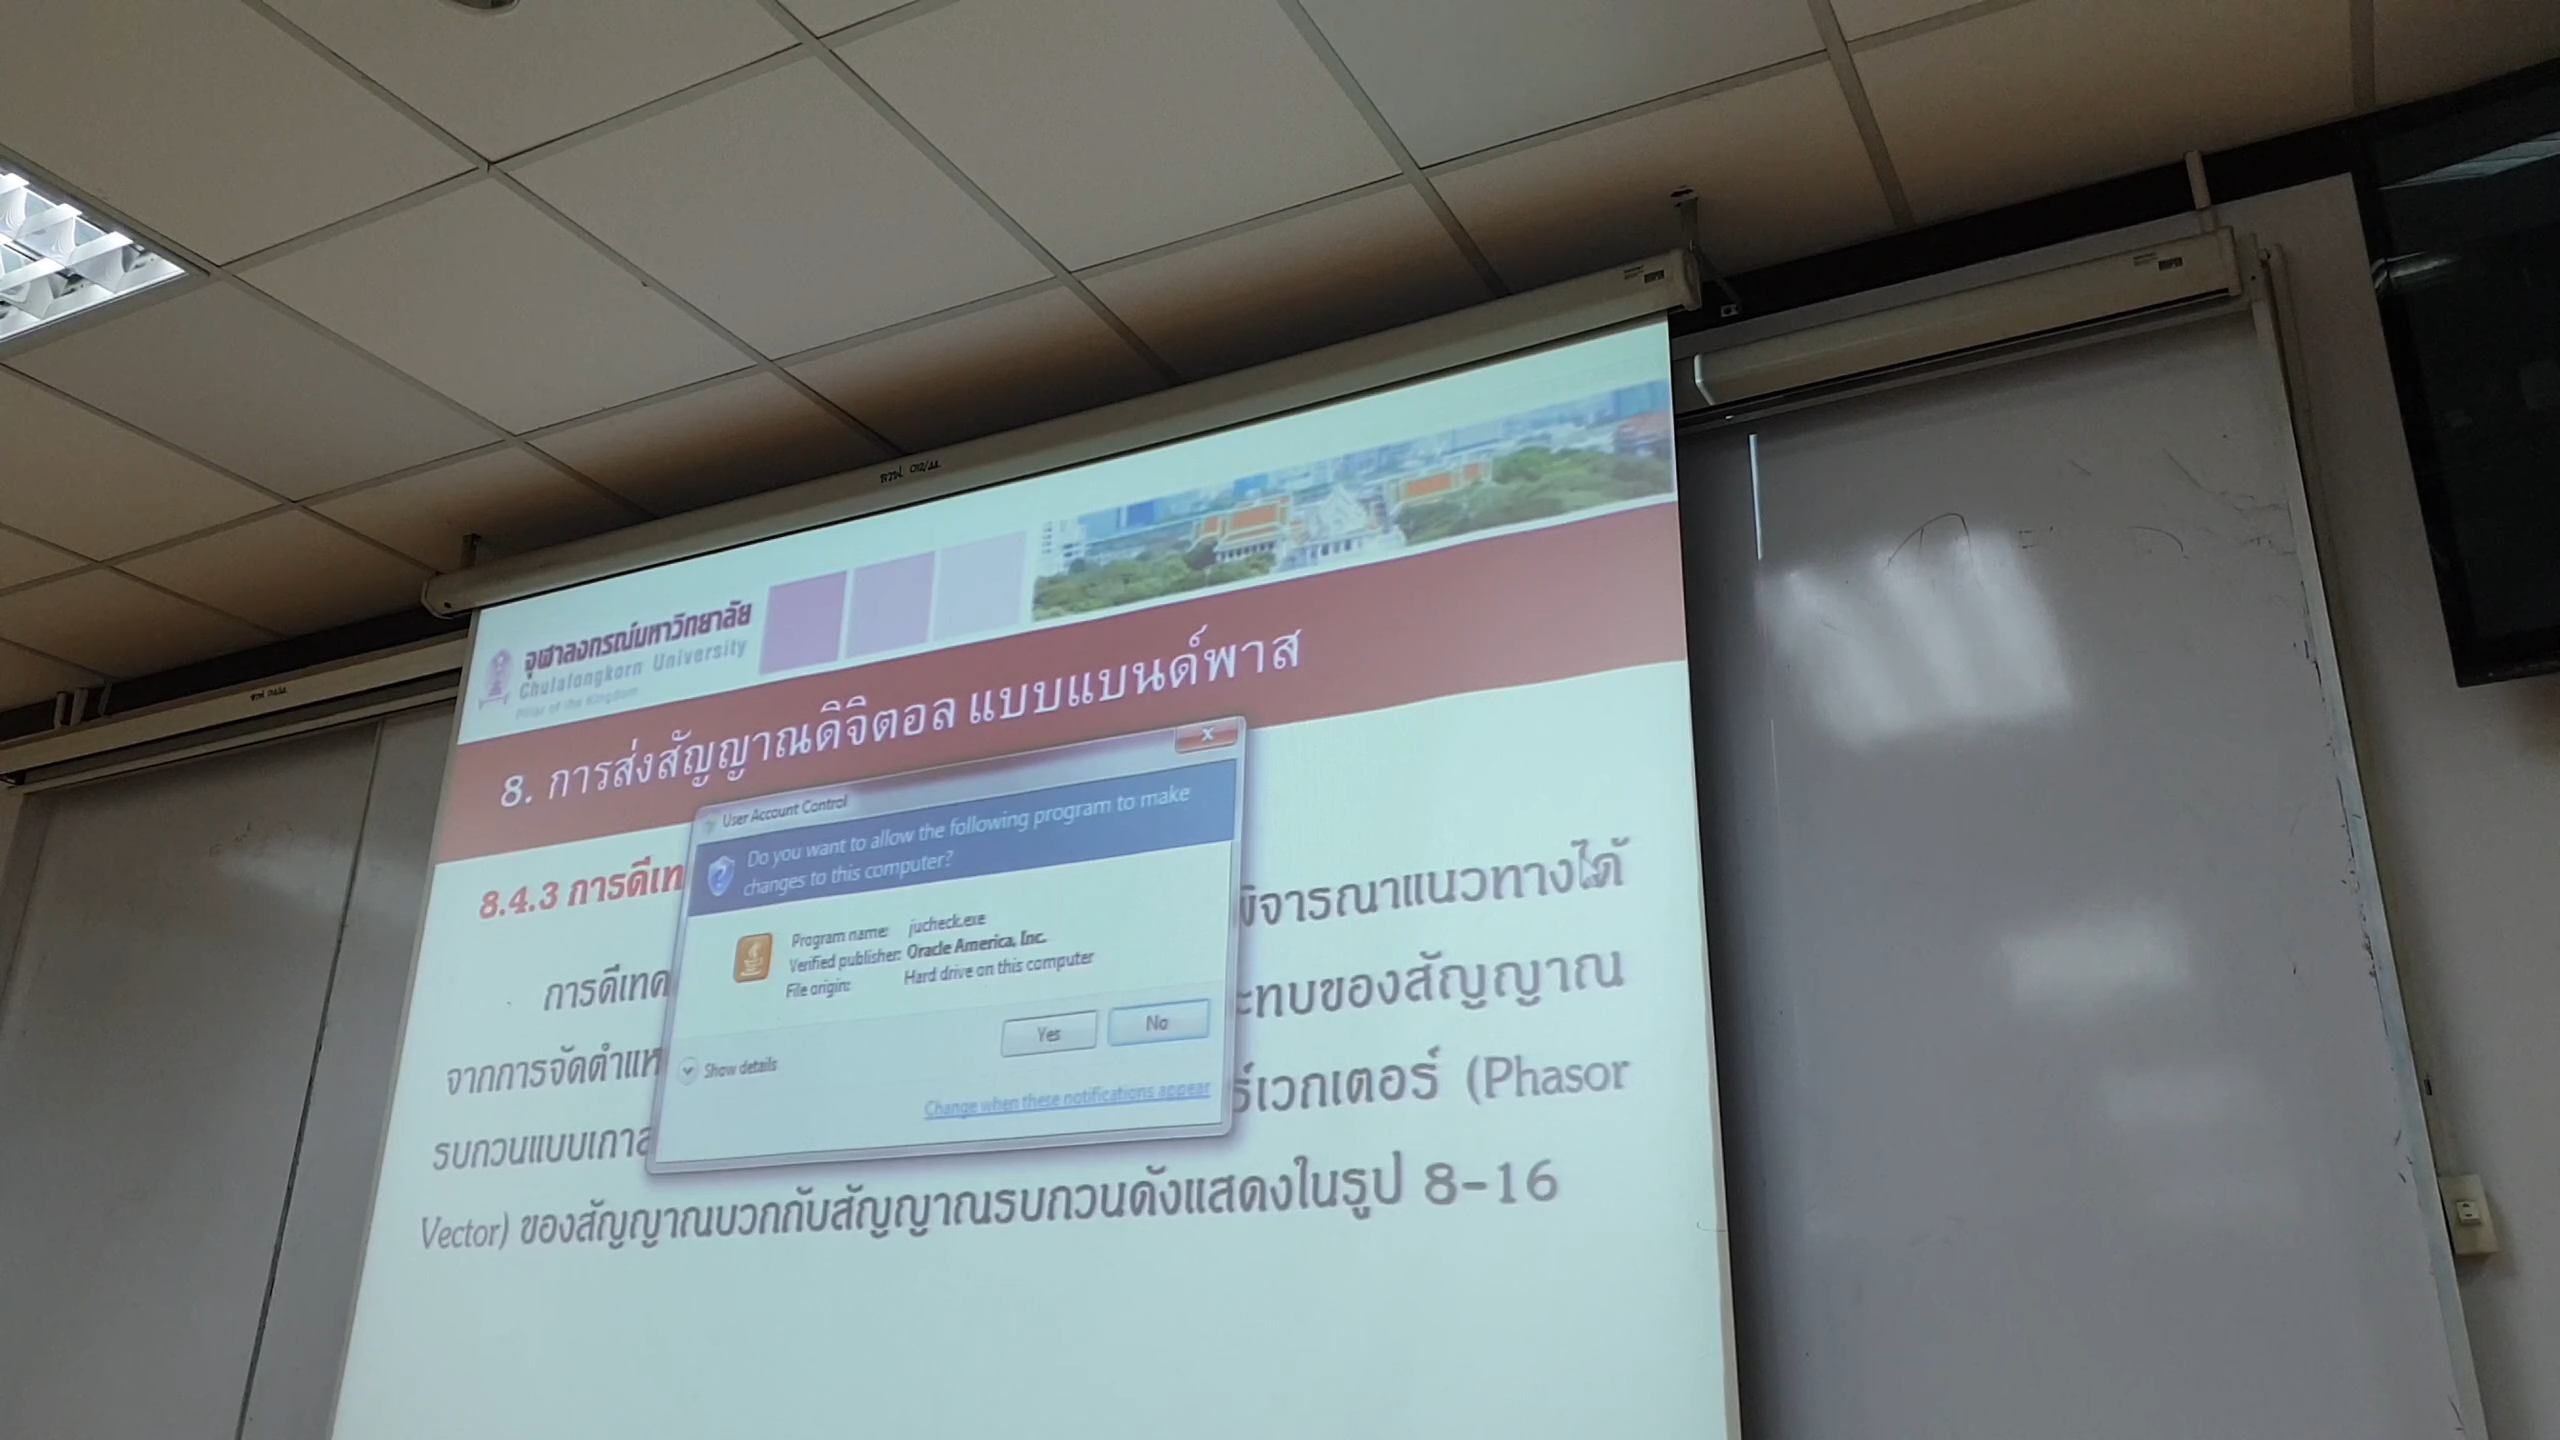 จุฬาลงกรณ์มหาวิทยาลัย
Chulalongkorn University
Pillar of the Kingdom
8. การส่งสัญญาณดิจิตอล แบบแบนด์พาส
User Account Control
Do you want to allow the following program to make
changes to this computer?
Program name: jucheck.exe
Verified publisher: Oracle America, Inc.
File origin: Hard drive on this computer
Yes No
Show details
Change when these notifications appear
8.4.3 การดีเท พิจารณาแนวทางได้
การดีเทค ะทบของสัญญาณ
จากการจัดตำแห ร์เวกเตอร์ (Phasor
รบกวนแบบเกาส
Vector) ของสัญญาณบวกกับสัญญาณรบกวนดังแสดงในรูป 8-16